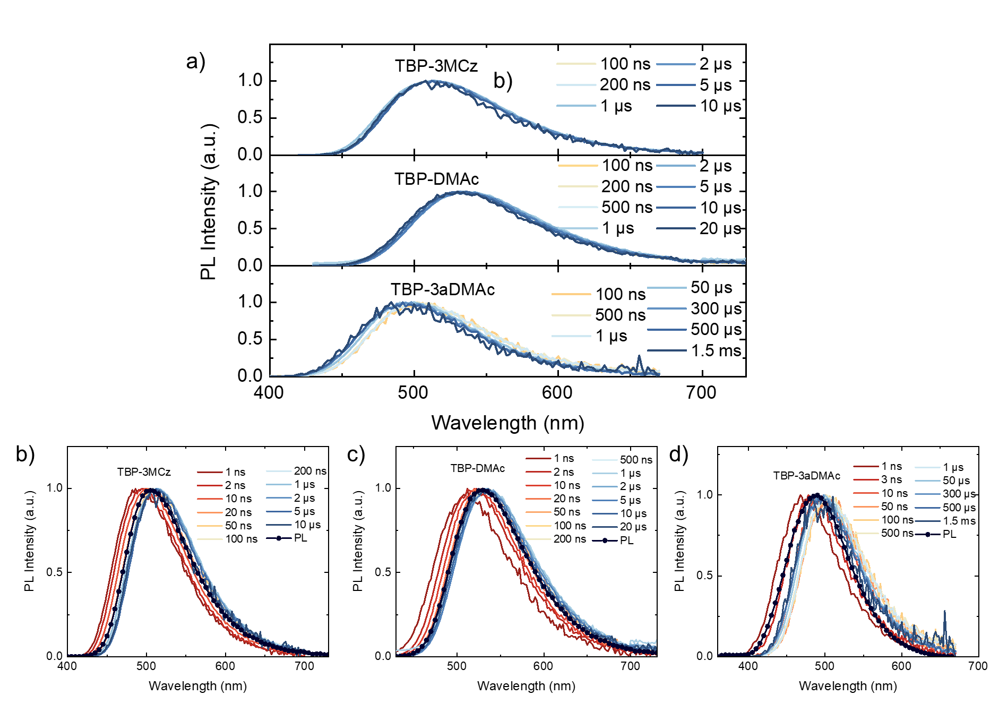 a)
TBP-3MCz
b)
100 ns
200 ns
1 µs
2 µs
5 µs
10 µs
1.0
0.5
0.0
TBP-DMAc
100 ns
200 ns
500 ns
1 µs
2 µs
5 µs
10 µs
20 µs
1.0
0.5
0.0
TBP-3aDMAc
100 ns
500 ns
1 µs
50 µs
300 µs
500 µs
1.5 ms
1.0
0.5
0.0
PL Intensity (a.u.)
400 500 600 700
Wavelength (nm)
b)
TBP-3MCz
1 ns
2 ns
10 ns
20 ns
50 ns
100 ns
200 ns
1 µs
2 µs
5 µs
10 µs
PL
1.0
0.5
0.0
PL Intensity (a.u.)
400 500 600 700
Wavelength (nm)
c)
TBP-DMAc
1 ns
2 ns
10 ns
20 ns
50 ns
100 ns
200 ns
500 ns
1 µs
2 µs
5 µs
10 µs
20 µs
PL
1.0
0.5
0.0
PL Intensity (a.u.)
500 600 700
Wavelength (nm)
d)
TBP-3aDMAc
1 ns
3 ns
10 ns
50 ns
100 ns
500 ns
1 µs
50 µs
300 µs
500 µs
1.5 ms
PL
1.0
0.5
0.0
PL Intensity (a.u.)
400 500 600 700
Wavelength (nm)